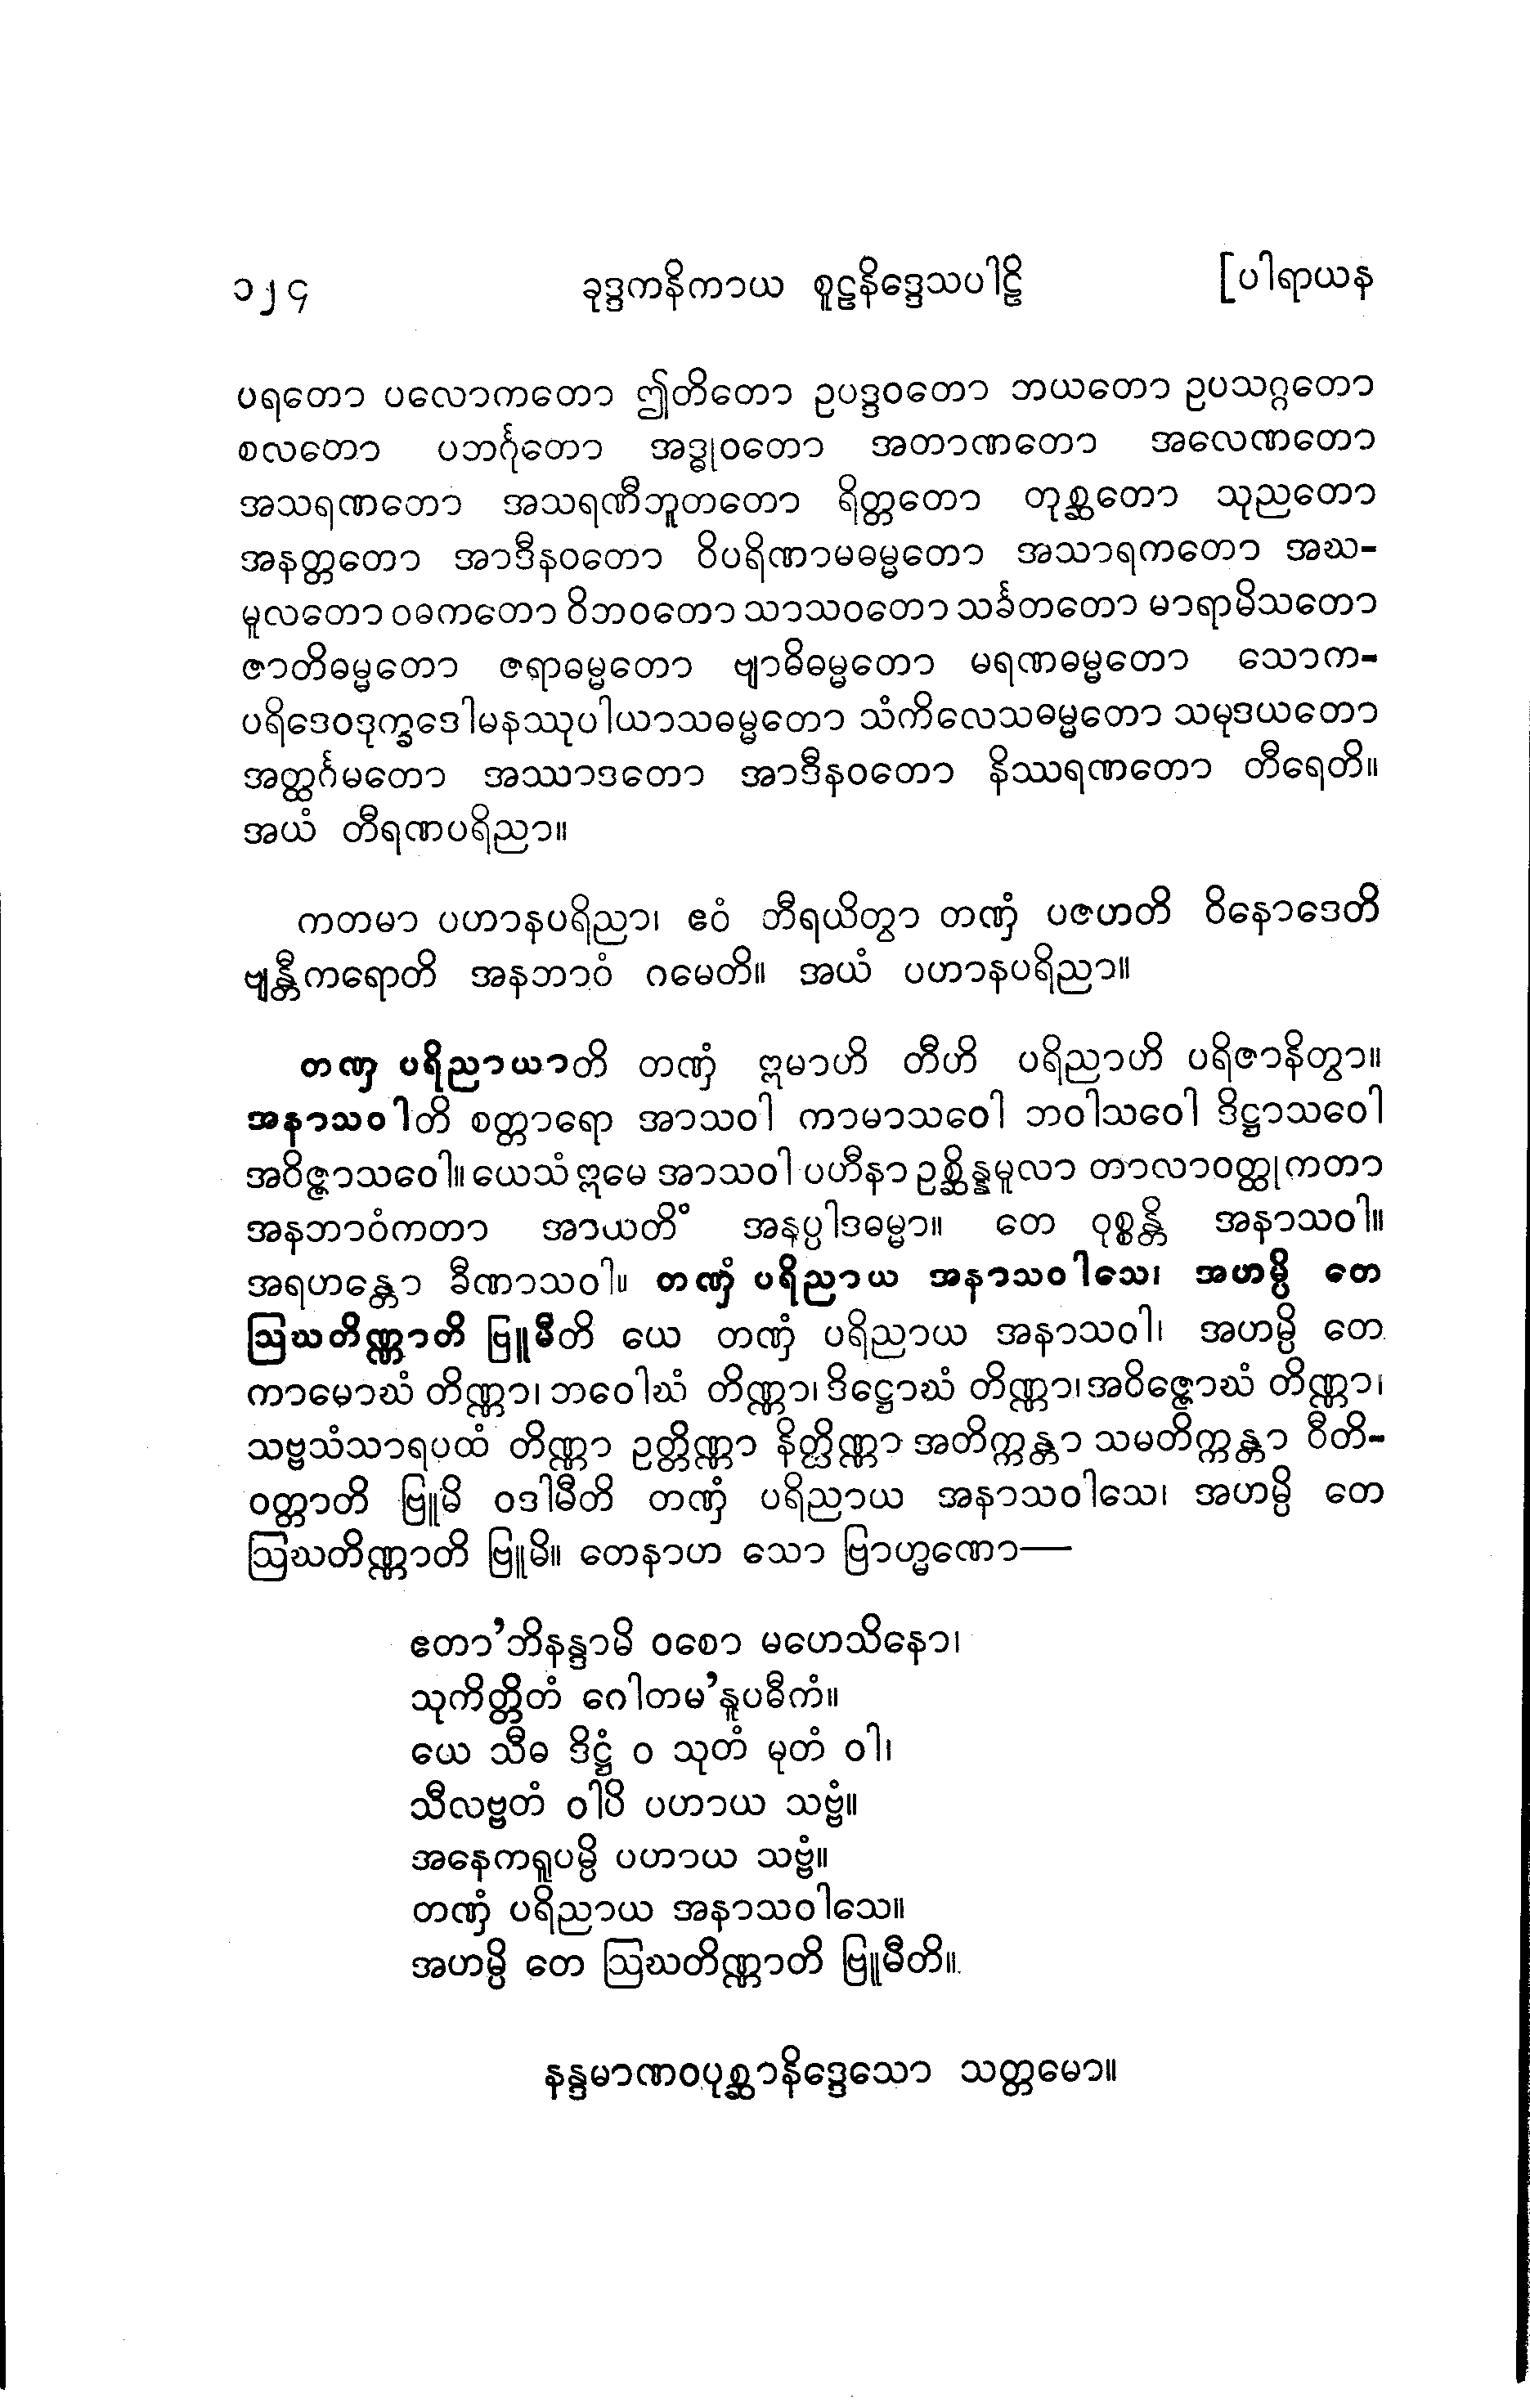 ၁၂၄ ခုဒ္ဒကနိကာယ စူဠနိဒ္ဒေသပါဠိ [ပါရာယန
ပရတော ပလောကတော ဤတိတော ဥပဒ္ဒဝတော ဘယတော ဥပသဂ္ဂတော
စလတော ပဘင်္ဂုတော အဒ္ဓုဝတော အတာဏတော အလေဏတော
အသရဏတော အသရဏီဘူတတော ရိတ္တတော တုစ္ဆတော သုညတော
အနတ္တတော အာဒီနဝတော ဝိပရိဏာမဓမ္မတော အသာရကတော အဃ-
မူလတော ဝဓကတော ဝိဘဝတော သာသဝတော သင်္ခတတော မာရာမိသတော
ဇာတိဓမ္မတော ဇရာဓမ္မတော ဗျာဓိဓမ္မတော မရဏဓမ္မတော သောက-
ပရိဒေဝဒုက္ခဒေါမနဿုပါယာသဓမ္မတော သံကိလေသဓမ္မတော သမုဒယတော
အတ္ထင်္ဂမတော အဿာဒတော အာဒီနဝတော နိဿရဏတော တီရေတိ။
အယံ တီရဏပရိညာ။
ကတမာ ပဟာနပရိညာ၊ ဧဝံ တီရယိတွာ တဏှံ ပဇဟတိ ဝိနောဒေတိ
ဗျန္တီကရောတိ အနဘာဝံ ဂမေတိ။ အယံ ပဟာနပရိညာ။
တဏှ ပရိညာယာတိ တဏှံ ဣမာဟိ တီဟိ ပရိညာဟိ ပရိဇာနိတွာ။
အနာသဝါတိ စတ္တာရော အာသဝါ ကာမာသဝေါ ဘဝါသဝေါ ဒိဋ္ဌာသဝေါ
အဝိဇ္ဇာသဝေါ။ ယေသံ ဣမေ အာသဝါ ပဟီနာ ဥစ္ဆိန္နမူလာ တာလာဝတ္ထုကတာ
အနဘာဝံကတာ အာယတိံ အနုပ္ပါဒဓမ္မာ။ တေ ဝုစ္စန္တိ အနာသဝါ။
အရဟန္တော ခီဏာသဝါ။ တဏှံ ပရိညာယ အနာသဝါသေ၊ အဟမ္ပိ တေ
ဩဃတိဏ္ဏာတိ ဗြူမီတိ ယေ တဏှံ ပရိညာယ အနာသဝါ၊ အဟမ္ပိ တေ
ကာမောဃံ တိဏ္ဏာ၊ ဘဝေါဃံ တိဏ္ဏာ၊ ဒိဋ္ဌောဃံ တိဏ္ဏာ၊ အဝိဇ္ဇောဃံ တိဏ္ဏာ၊
သဗ္ဗသံသာရပထံ တိဏ္ဏာ ဥတ္တိဏ္ဏာ နိတ္တိဏ္ဏာ အတိက္ကန္တာ သမတိက္ကန္တာ ဝီတိ-
ဝတ္တာတိ ဗြူမိ ဝဒါမီတိ တဏှံ ပရိညာယ အနာသဝါသေ၊ အဟမ္ပိ တေ
ဩဃတိဏ္ဏာတိ ဗြူမိ။ တေနာဟ သော ဗြာဟ္မဏော—
ဧတာ’ဘိနန္ဒာမိ ဝစော မဟေသိနော၊
သုကိတ္တိတံ ဂေါတမ’နူပဓီကံ။
ယေ သီဓ ဒိဋ္ဌံ ဝ သုတံ မုတံ ဝါ၊
သီလဗ္ဗတံ ဝါပိ ပဟာယ သဗ္ဗံ။
အနေကရူပမ္ပိ ပဟာယ သဗ္ဗံ။
တဏှံ ပရိညာယ အနာသဝါသေ။
အဟမ္ပိ တေ ဩဃတိဏ္ဏာတိ ဗြူမီတိ။
နန္ဒမာဏဝပုစ္ဆာနိဒ္ဒေသော သတ္တမော။